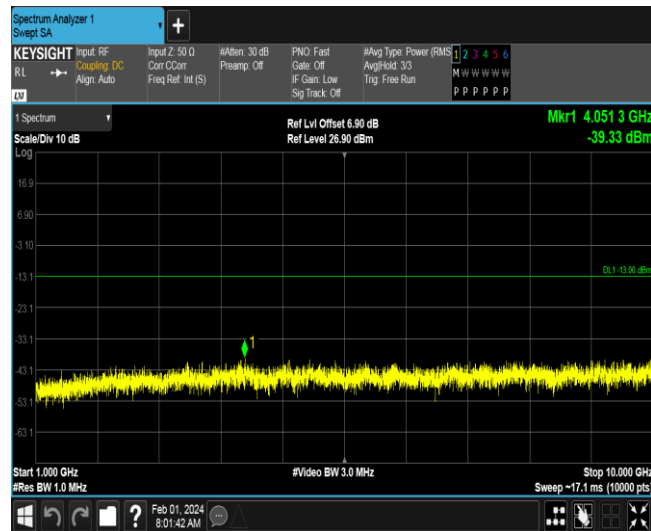 Spectrum Analyzer 1
Swept SA
+
KEYSIGHT
RL
LXI
Input: RF
Coupling: DC
Align: Auto
Input Z: 50 Ω
Corr CCorr
Freq Ref: Int (S)
#Atten: 30 dB
Preamp: Off
PNO: Fast
Gate: Off
IF Gain: Low
Sig Track: Off
#Avg Type: Power (RMS
Avg|Hold: 3/3
Trig: Free Run
1 2 3 4 5 6
M W W W W W
P P P P P P
1 Spectrum
Scale/Div 10 dB
Log
Ref Lvl Offset 6.90 dB
Ref Level 26.90 dBm
Mkr1 4.051 3 GHz
-39.33 dBm
16.9
6.90
-3.10
-13.1
DL1 -13.00 dBm
-23.1
-33.1
1
-43.1
-53.1
-63.1
Start 1.000 GHz
#Res BW 1.0 MHz
#Video BW 3.0 MHz
Stop 10.000 GHz
Sweep ~17.1 ms (10000 pts)
?
Feb 01, 2024
8:01:42 AM